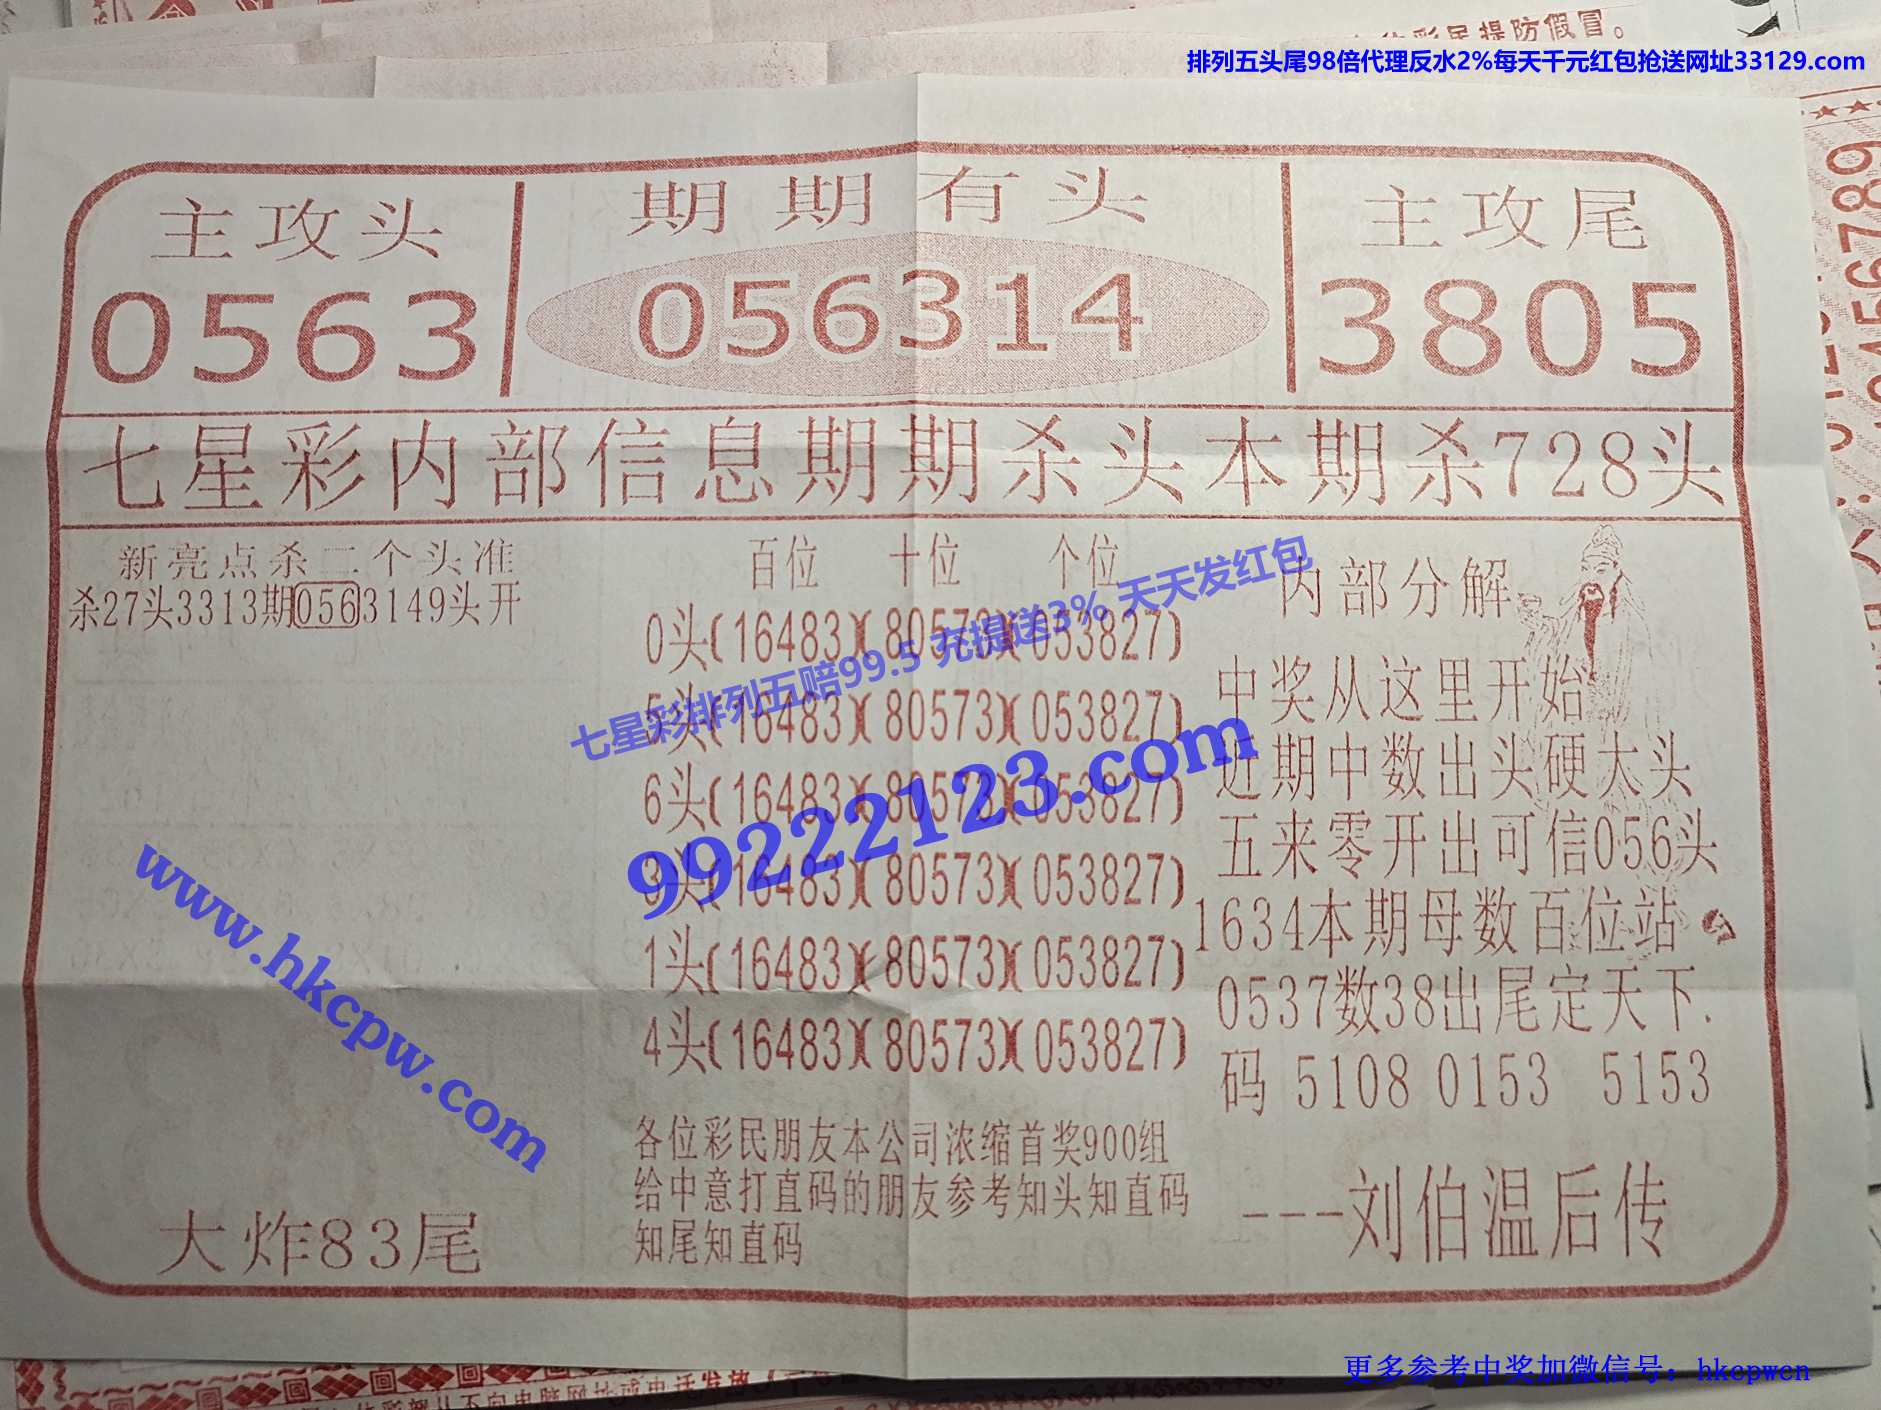 彩民提防假冒。
排列五头尾98倍代理反水2%每天千元红包抢送网址33129.com
主攻头
0563
期期有头
056314
主攻尾
3805
七星彩内部信息期期杀头本期杀728头
新亮点杀二个头准
杀27头3313期0563149头开
百位 十位 个位
0头(16483)(80573)(053827)
5头(16483)(80573)(053827)
6头(16483)(80573)(053827)
3头(16483)(80573)(053827)
1头(16483)(80573)(053827)
4头(16483)(80573)(053827)
七星彩排列五赔99.5 充提送3% 天天发红包
99222123.com
www.hkcpw.com
内部分解
中奖从这里开始
近期中数出头硬大头
五来零开出可信056头
1634本期母数百位站
0537数38出尾定天下.
码 5108 0153 5153
---刘伯温后传
各位彩民朋友本公司浓缩首奖900组
给中意打直码的朋友参考知头知直码
知尾知直码
大炸83尾
更多参考中奖加微信号：hkcpwcn